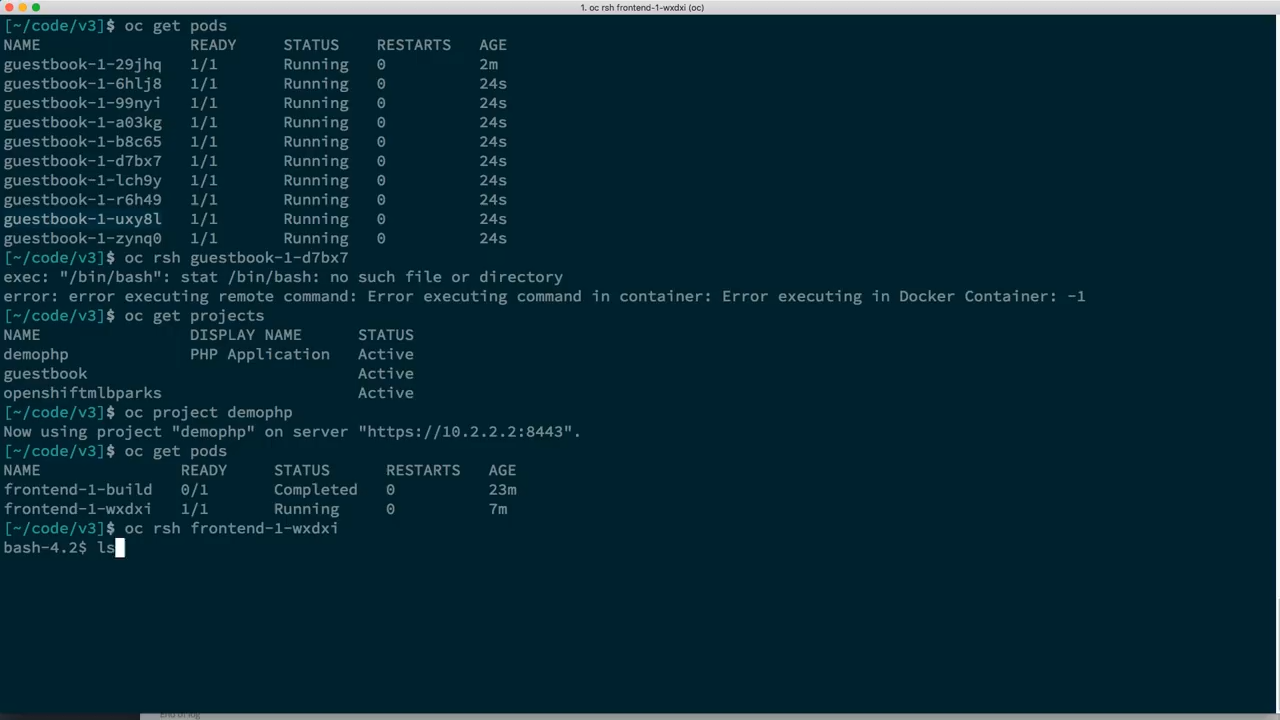 1. oc rsh frontend-1-wxdxi (oc)
[~/code/v3]$ oc get pods
NAME READY STATUS RESTARTS AGE
guestbook-1-29jhq 1/1 Running 0 2m
guestbook-1-6hlj8 1/1 Running 0 24s
guestbook-1-99nyi 1/1 Running 0 24s
guestbook-1-a03kg 1/1 Running 0 24s
guestbook-1-b8c65 1/1 Running 0 24s
guestbook-1-d7bx7 1/1 Running 0 24s
guestbook-1-lch9y 1/1 Running 0 24s
guestbook-1-r6h49 1/1 Running 0 24s
guestbook-1-uxy8l 1/1 Running 0 24s
guestbook-1-zynq0 1/1 Running 0 24s
[~/code/v3]$ oc rsh guestbook-1-d7bx7
exec: "/bin/bash": stat /bin/bash: no such file or directory
error: error executing remote command: Error executing command in container: Error executing in Docker Container: -1
[~/code/v3]$ oc get projects
NAME DISPLAY NAME STATUS
demophp PHP Application Active
guestbook Active
openshiftmlbparks Active
[~/code/v3]$ oc project demophp
Now using project "demophp" on server "https://10.2.2.2:8443".
[~/code/v3]$ oc get pods
NAME READY STATUS RESTARTS AGE
frontend-1-build 0/1 Completed 0 23m
frontend-1-wxdxi 1/1 Running 0 7m
[~/code/v3]$ oc rsh frontend-1-wxdxi
bash-4.2$ ls
End of log